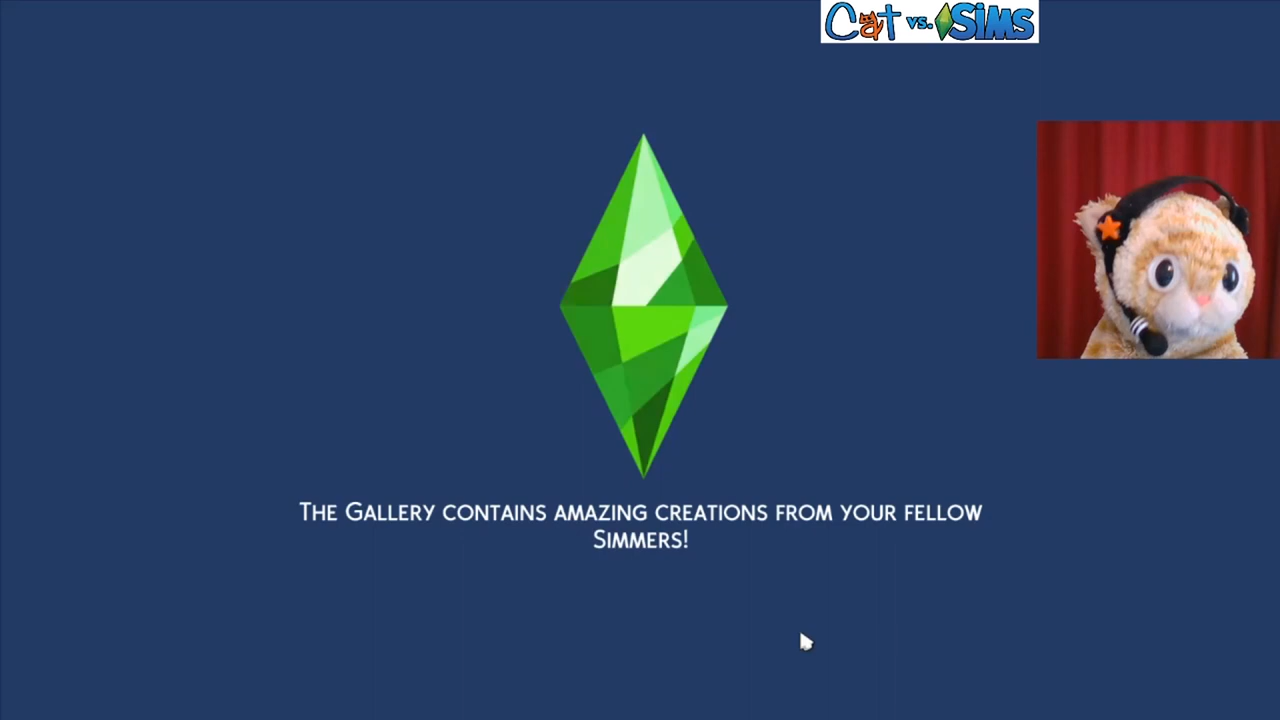 Cat vs. SiMS
THE GALLERY CONTAINS AMAZING CREATIONS FROM YOUR FELLOW
SIMMERS!